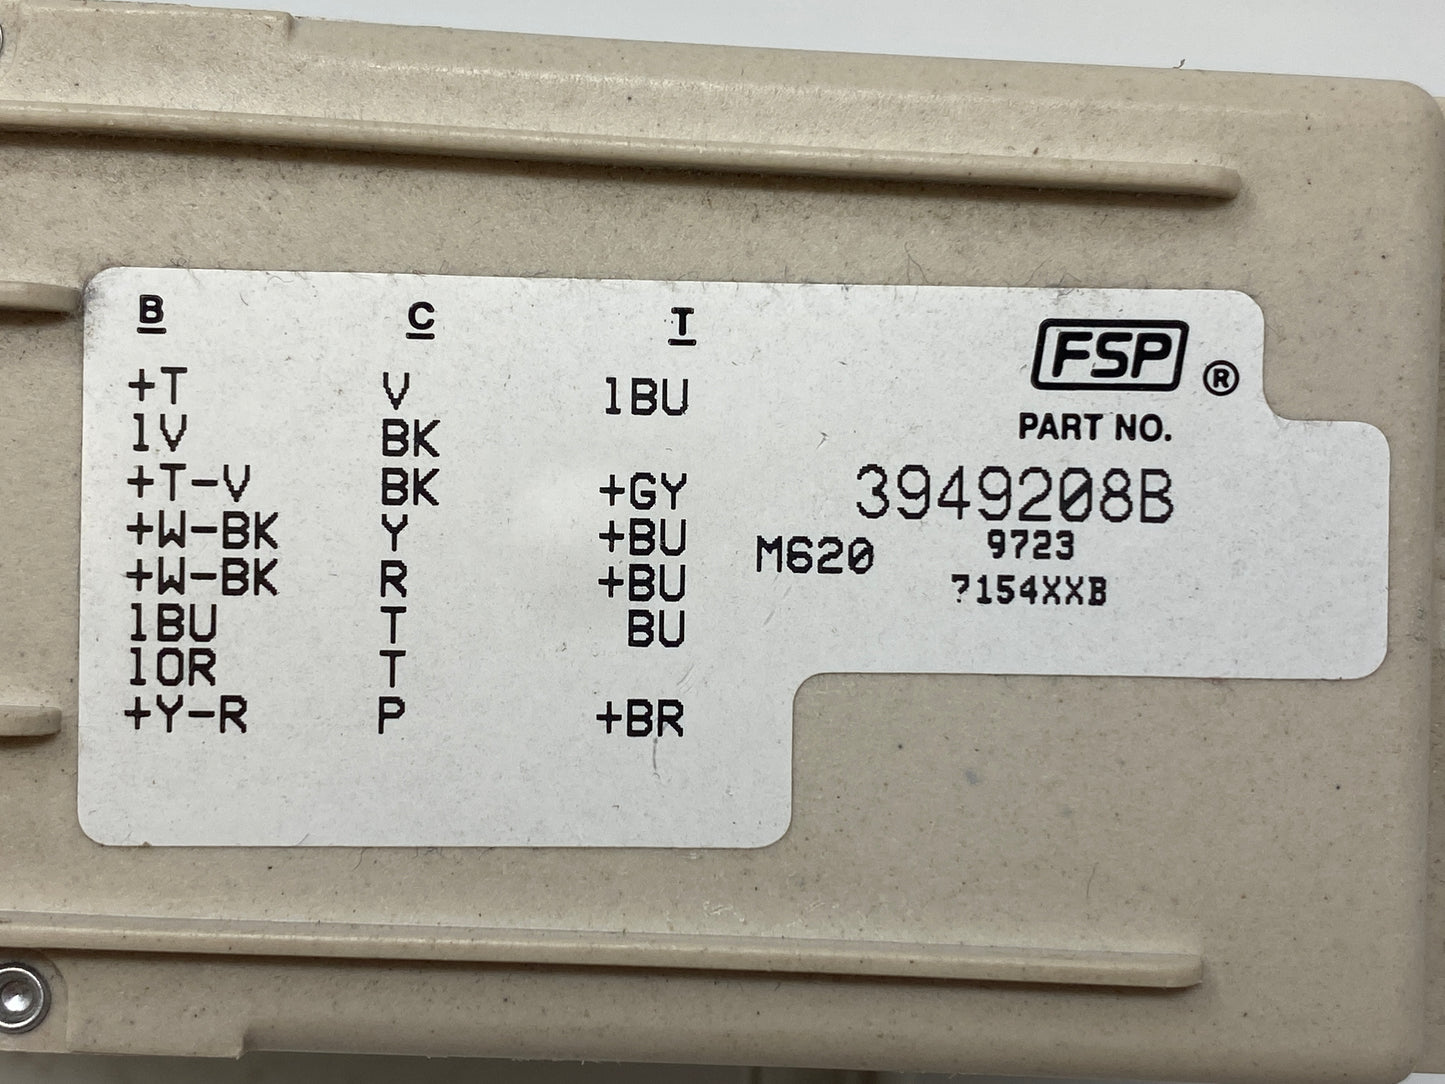 B C T
+T V 1BU
1V BK
+T-V BK +GY
+W-BK Y +BU
+W-BK R +BU
1BU T BU
1OR T
+Y-R P +BR
FSP ®
PART NO.
3949208B
M620 9723
?154XXB